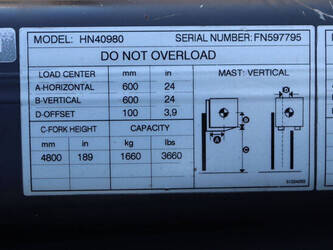 MODEL: HN40980 SERIAL NUMBER: FN597795
DO NOT OVERLOAD
LOAD CENTER mm in MAST: VERTICAL
A-HORIZONTAL 600 24
B-VERTICAL 600 24
D-OFFSET 100 3,9
C-FORK HEIGHT CAPACITY
mm in kg lbs
4800 189 1660 3660
D
B
A
C